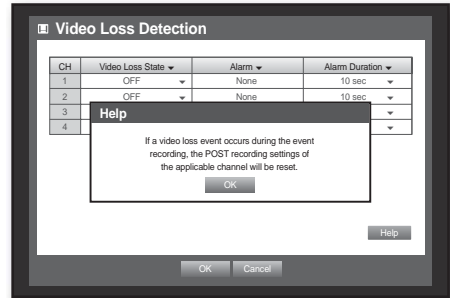 Video Loss Detection
CH Video Loss State Alarm Alarm Duration
1 OFF None 10 sec
2 OFF None 10 sec
3
4
Help
If a video loss event occurs during the event
recording, the POST recording settings of
the applicable channel will be reset.
OK
Help
OK Cancel